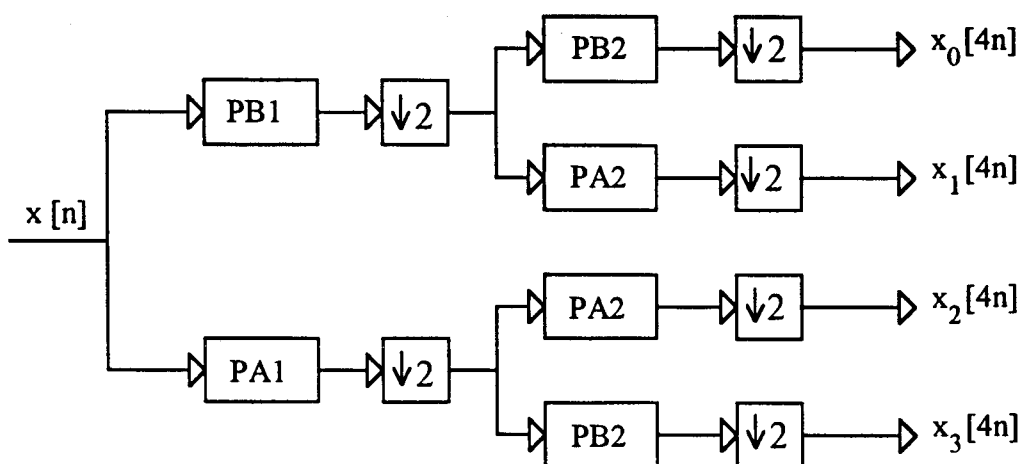 PB2 ↓2 x₀[4n]
PB1 ↓2
PA2 ↓2 x₁[4n]
x[n]
PA2 ↓2 x₂[4n]
PA1 ↓2
PB2 ↓2 x₃[4n]